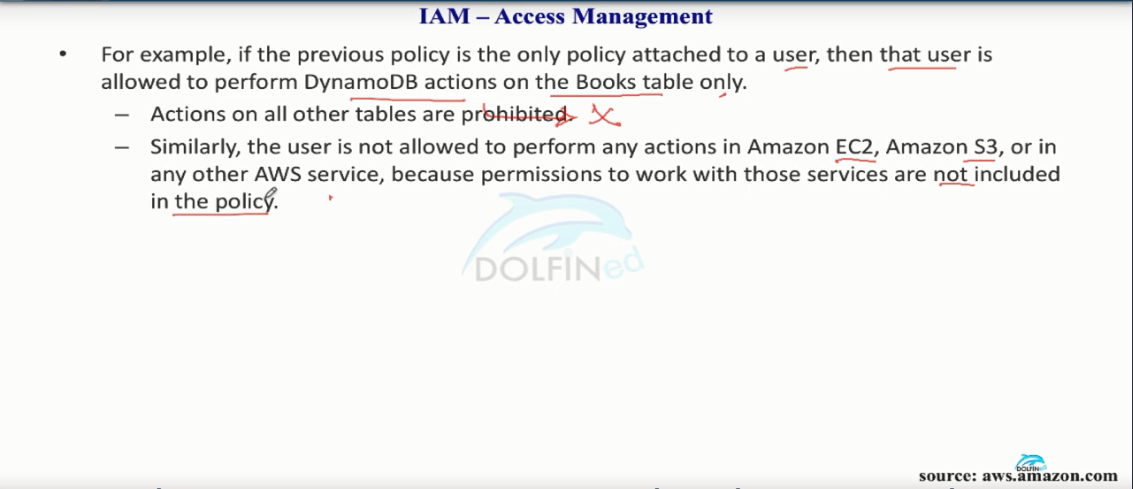 IAM – Access Management
• For example, if the previous policy is the only policy attached to a user, then that user is
allowed to perform DynamoDB actions on the Books table only.
– Actions on all other tables are prohibited.
– Similarly, the user is not allowed to perform any actions in Amazon EC2, Amazon S3, or in
any other AWS service, because permissions to work with those services are not included
in the policy.
DOLFINed
DOLFIN
source: aws.amazon.com